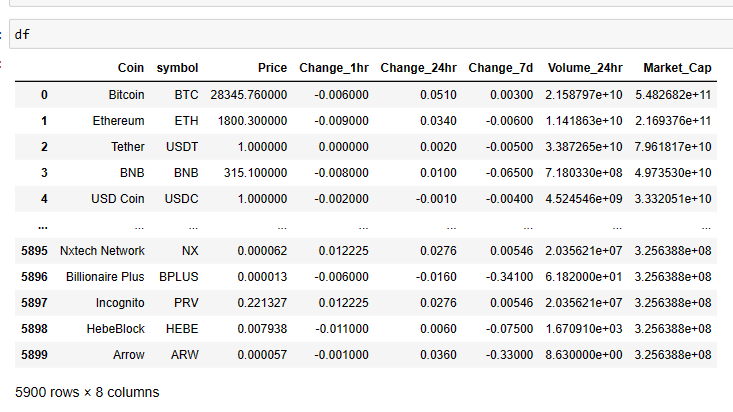 df
Coin symbol Price Change_1hr Change_24hr Change_7d Volume_24hr Market_Cap
0 Bitcoin BTC 28345.760000 -0.006000 0.0510 0.00300 2.158797e+10 5.482682e+11
1 Ethereum ETH 1800.300000 -0.009000 0.0340 -0.00600 1.141863e+10 2.169376e+11
2 Tether USDT 1.000000 0.000000 0.0020 -0.00500 3.387265e+10 7.961817e+10
3 BNB BNB 315.100000 -0.008000 0.0100 -0.06500 7.180330e+08 4.973530e+10
4 USD Coin USDC 1.000000 -0.002000 -0.0010 -0.00400 4.524546e+09 3.332051e+10
... ... ... ... ... ... ... ... ...
5895 Nxtech Network NX 0.000062 0.012225 0.0276 0.00546 2.035621e+07 3.256388e+08
5896 Billionaire Plus BPLUS 0.000013 -0.006000 -0.0160 -0.34100 6.182000e+01 3.256388e+08
5897 Incognito PRV 0.221327 0.012225 0.0276 0.00546 2.035621e+07 3.256388e+08
5898 HebeBlock HEBE 0.007938 -0.011000 0.0060 -0.07500 1.670910e+03 3.256388e+08
5899 Arrow ARW 0.000057 -0.001000 0.0360 -0.33000 8.630000e+00 3.256388e+08
5900 rows × 8 columns